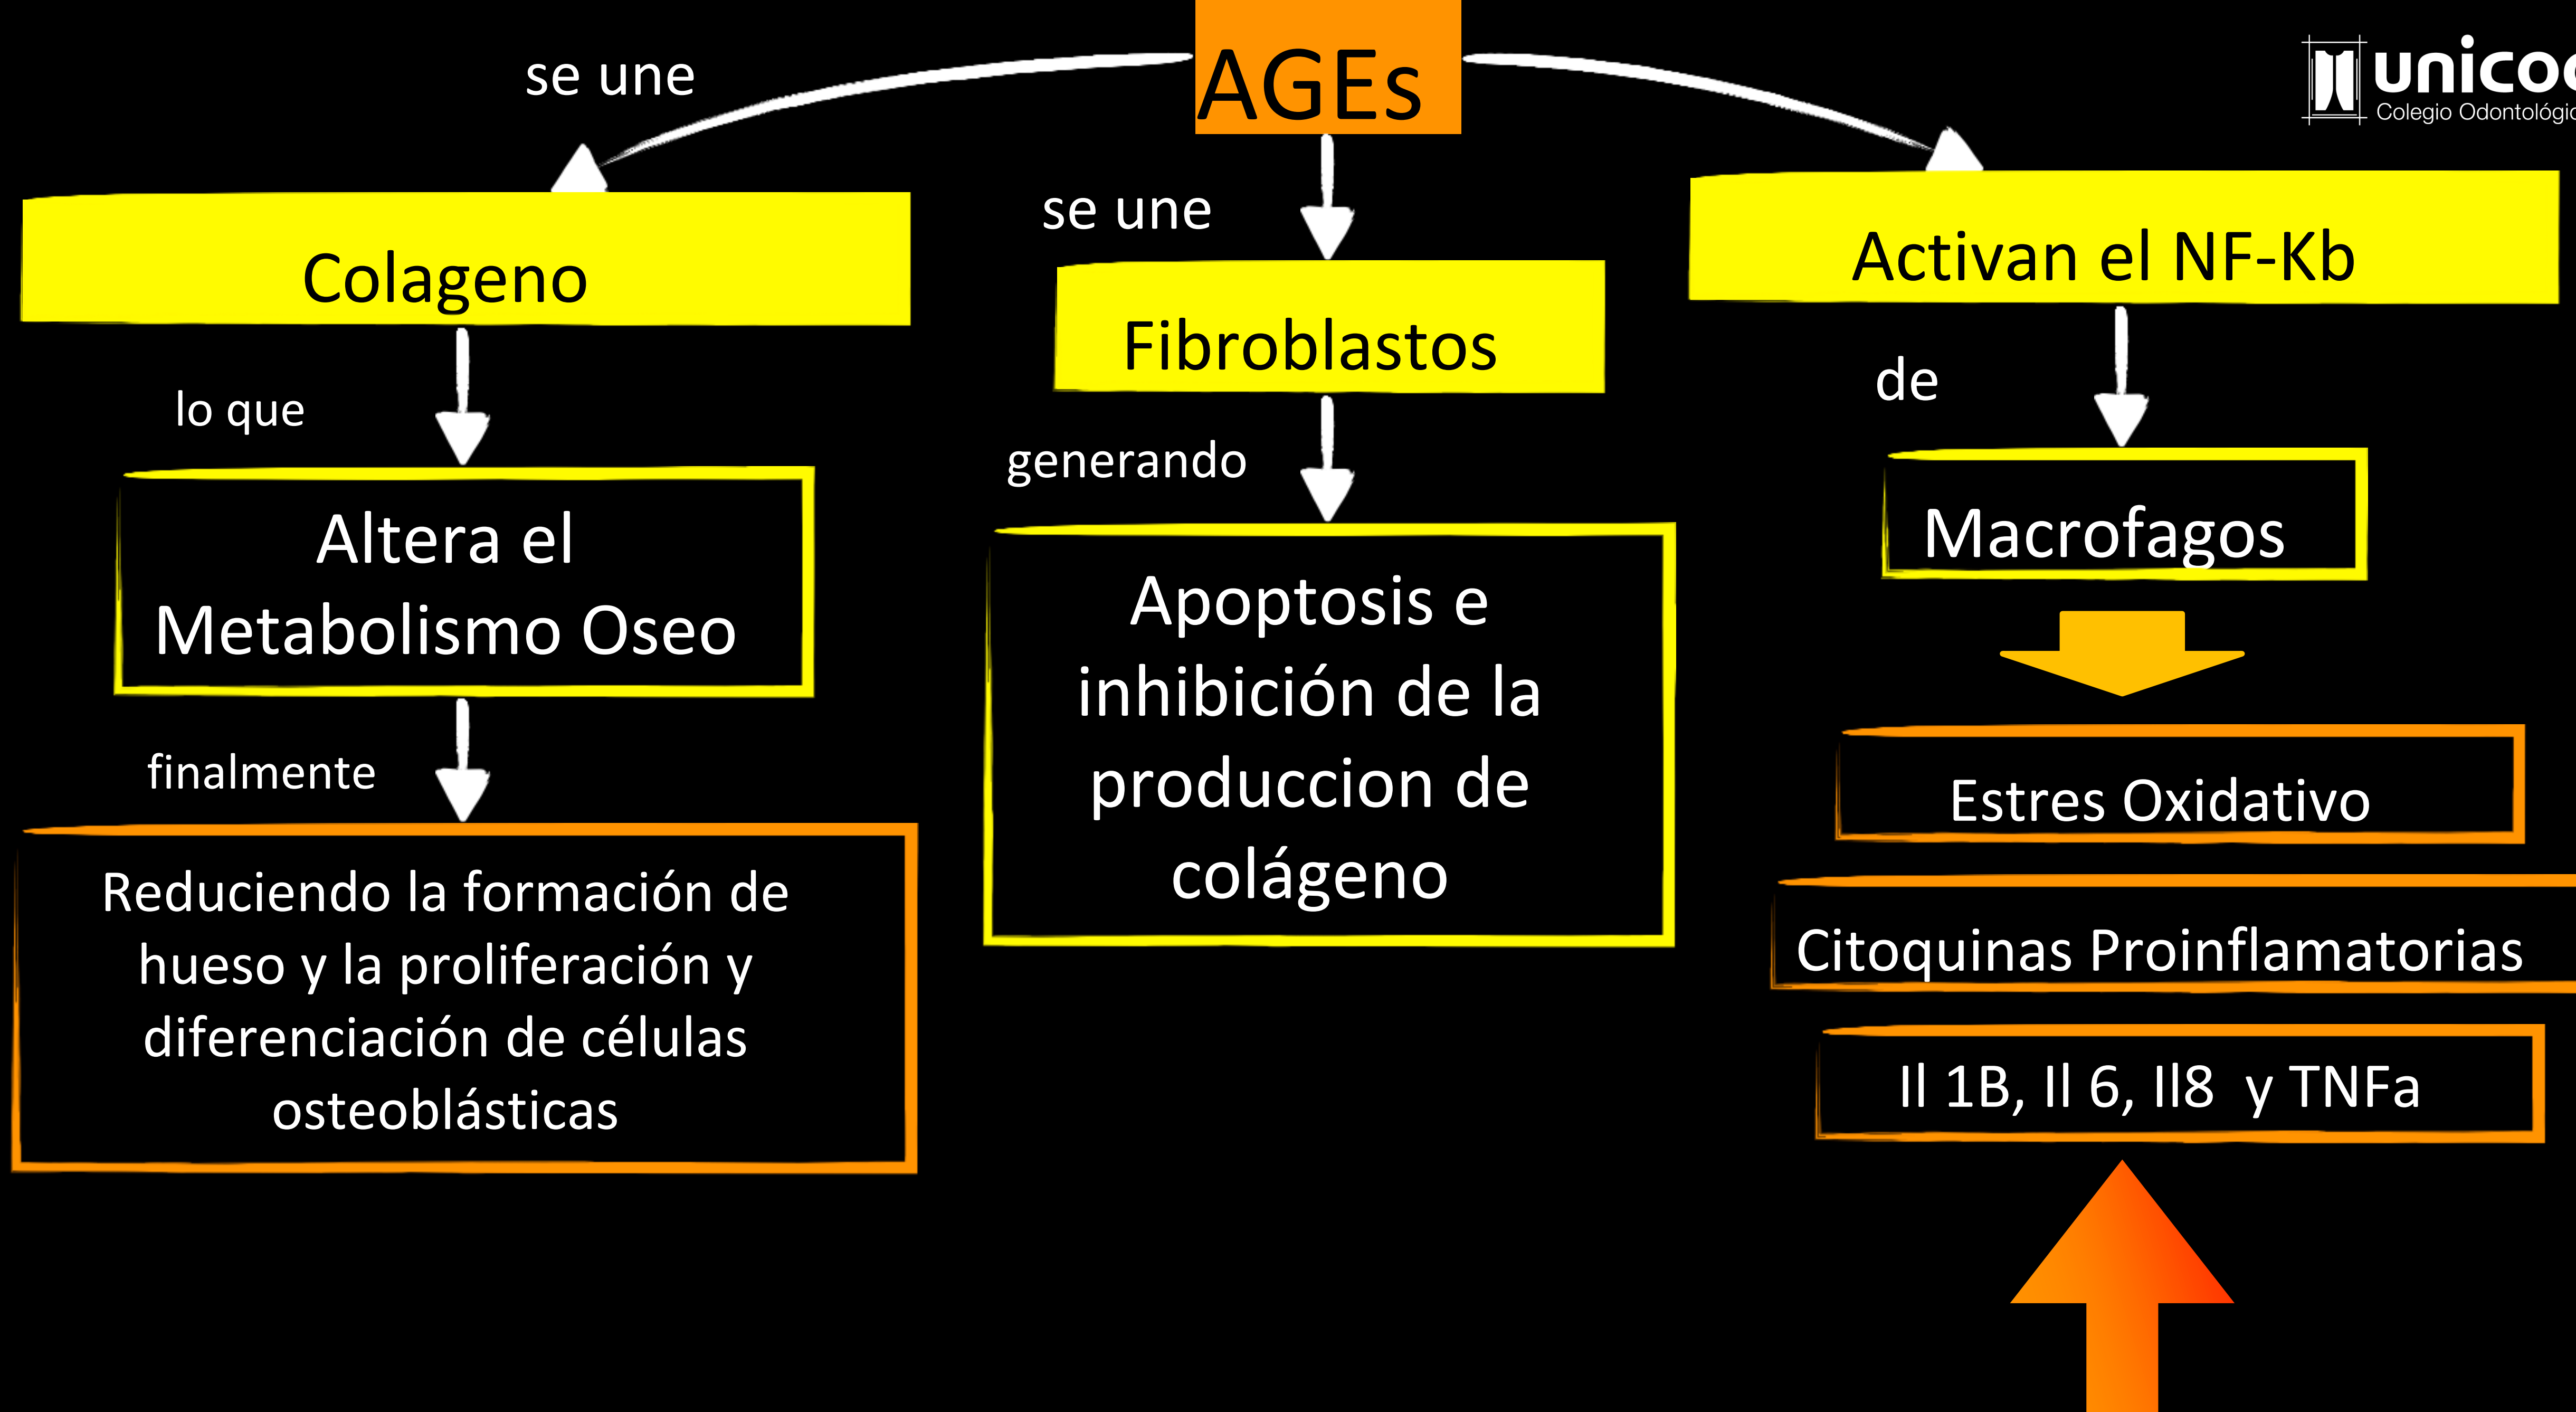 AGEs
unicoc
Colegio Odontológic
se une
Colageno
lo que
Altera el
Metabolismo Oseo
finalmente
Reduciendo la formación de
hueso y la proliferación y
diferenciación de células
osteoblásticas
se une
Fibroblastos
generando
Apoptosis e
inhibición de la
produccion de
colágeno
Activan el NF-Kb
de
Macrofagos
Estres Oxidativo
Citoquinas Proinflamatorias
Il 1B, Il 6, Il8  y TNFa